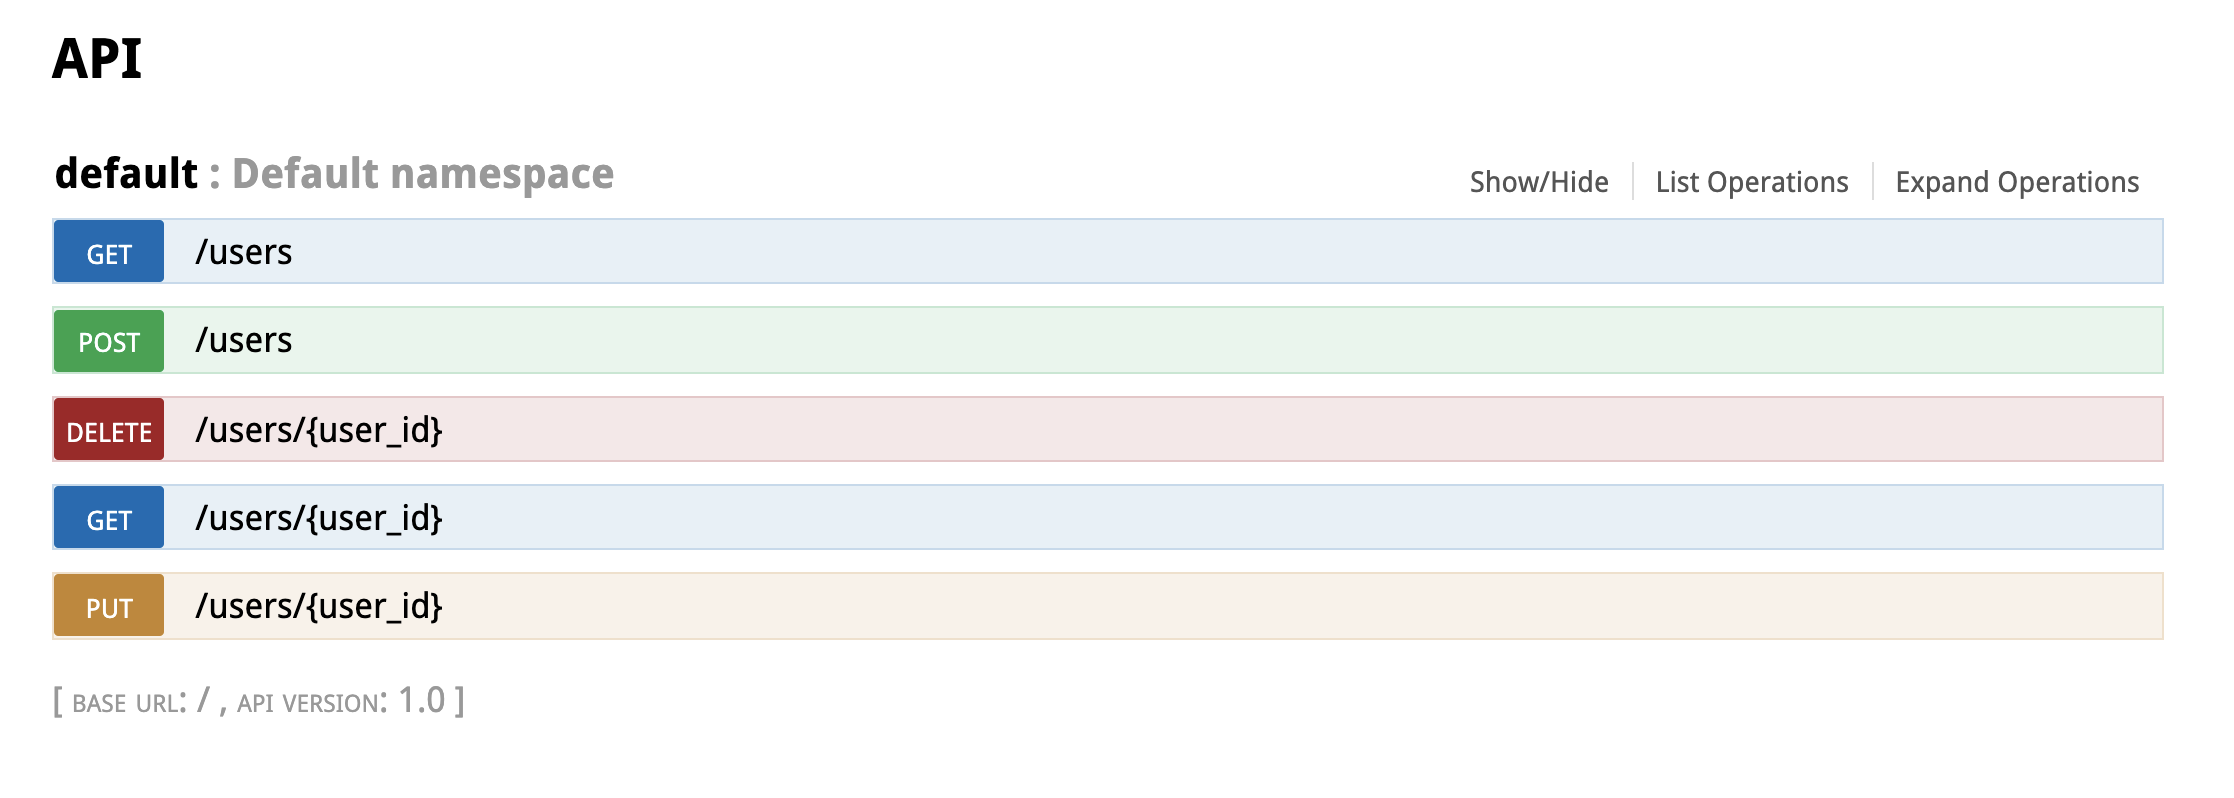 API
default : Default namespace
Show/Hide List Operations Expand Operations
GET /users
POST /users
DELETE /users/{user_id}
GET /users/{user_id}
PUT /users/{user_id}
[ BASE URL: / , API VERSION: 1.0 ]